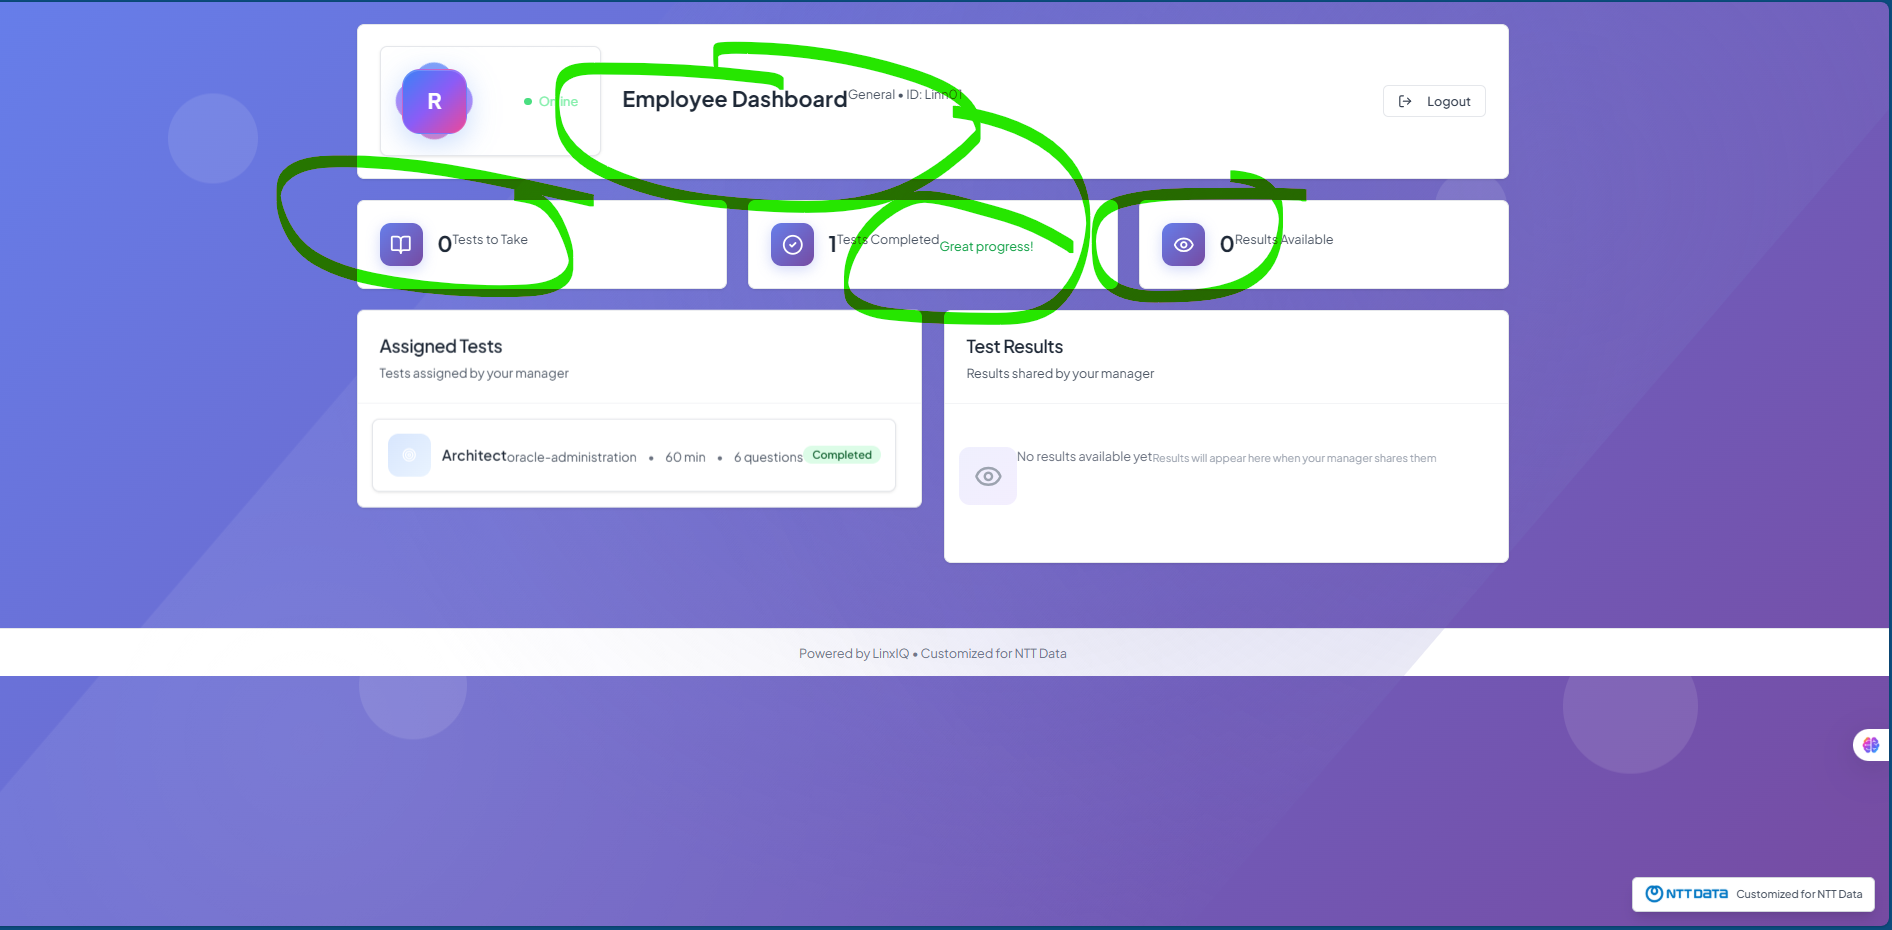 R
Online
Employee Dashboard General • ID: Linn01
Logout
0 Tests to Take
1 Tests Completed Great progress!
0 Results Available
Assigned Tests
Tests assigned by your manager
Architect oracle-administration • 60 min • 6 questions Completed
Test Results
Results shared by your manager
No results available yet Results will appear here when your manager shares them
Powered by LinxIQ • Customized for NTT Data
NTT DATA Customized for NTT Data